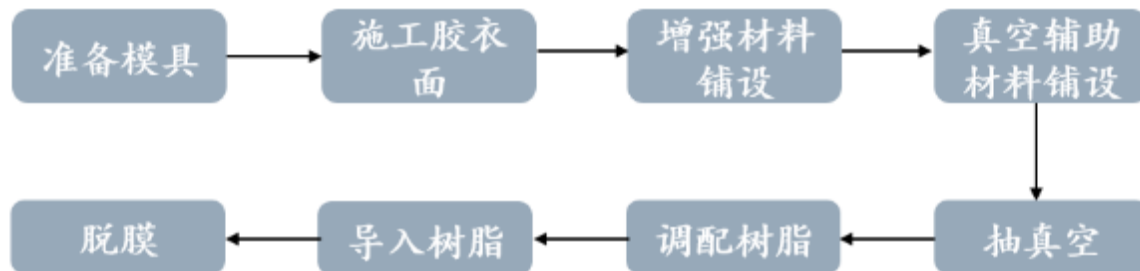 准备模具
施工胶衣
面
增强材料
铺设
真空辅助
材料铺设
抽真空
调配树脂
导入树脂
脱膜